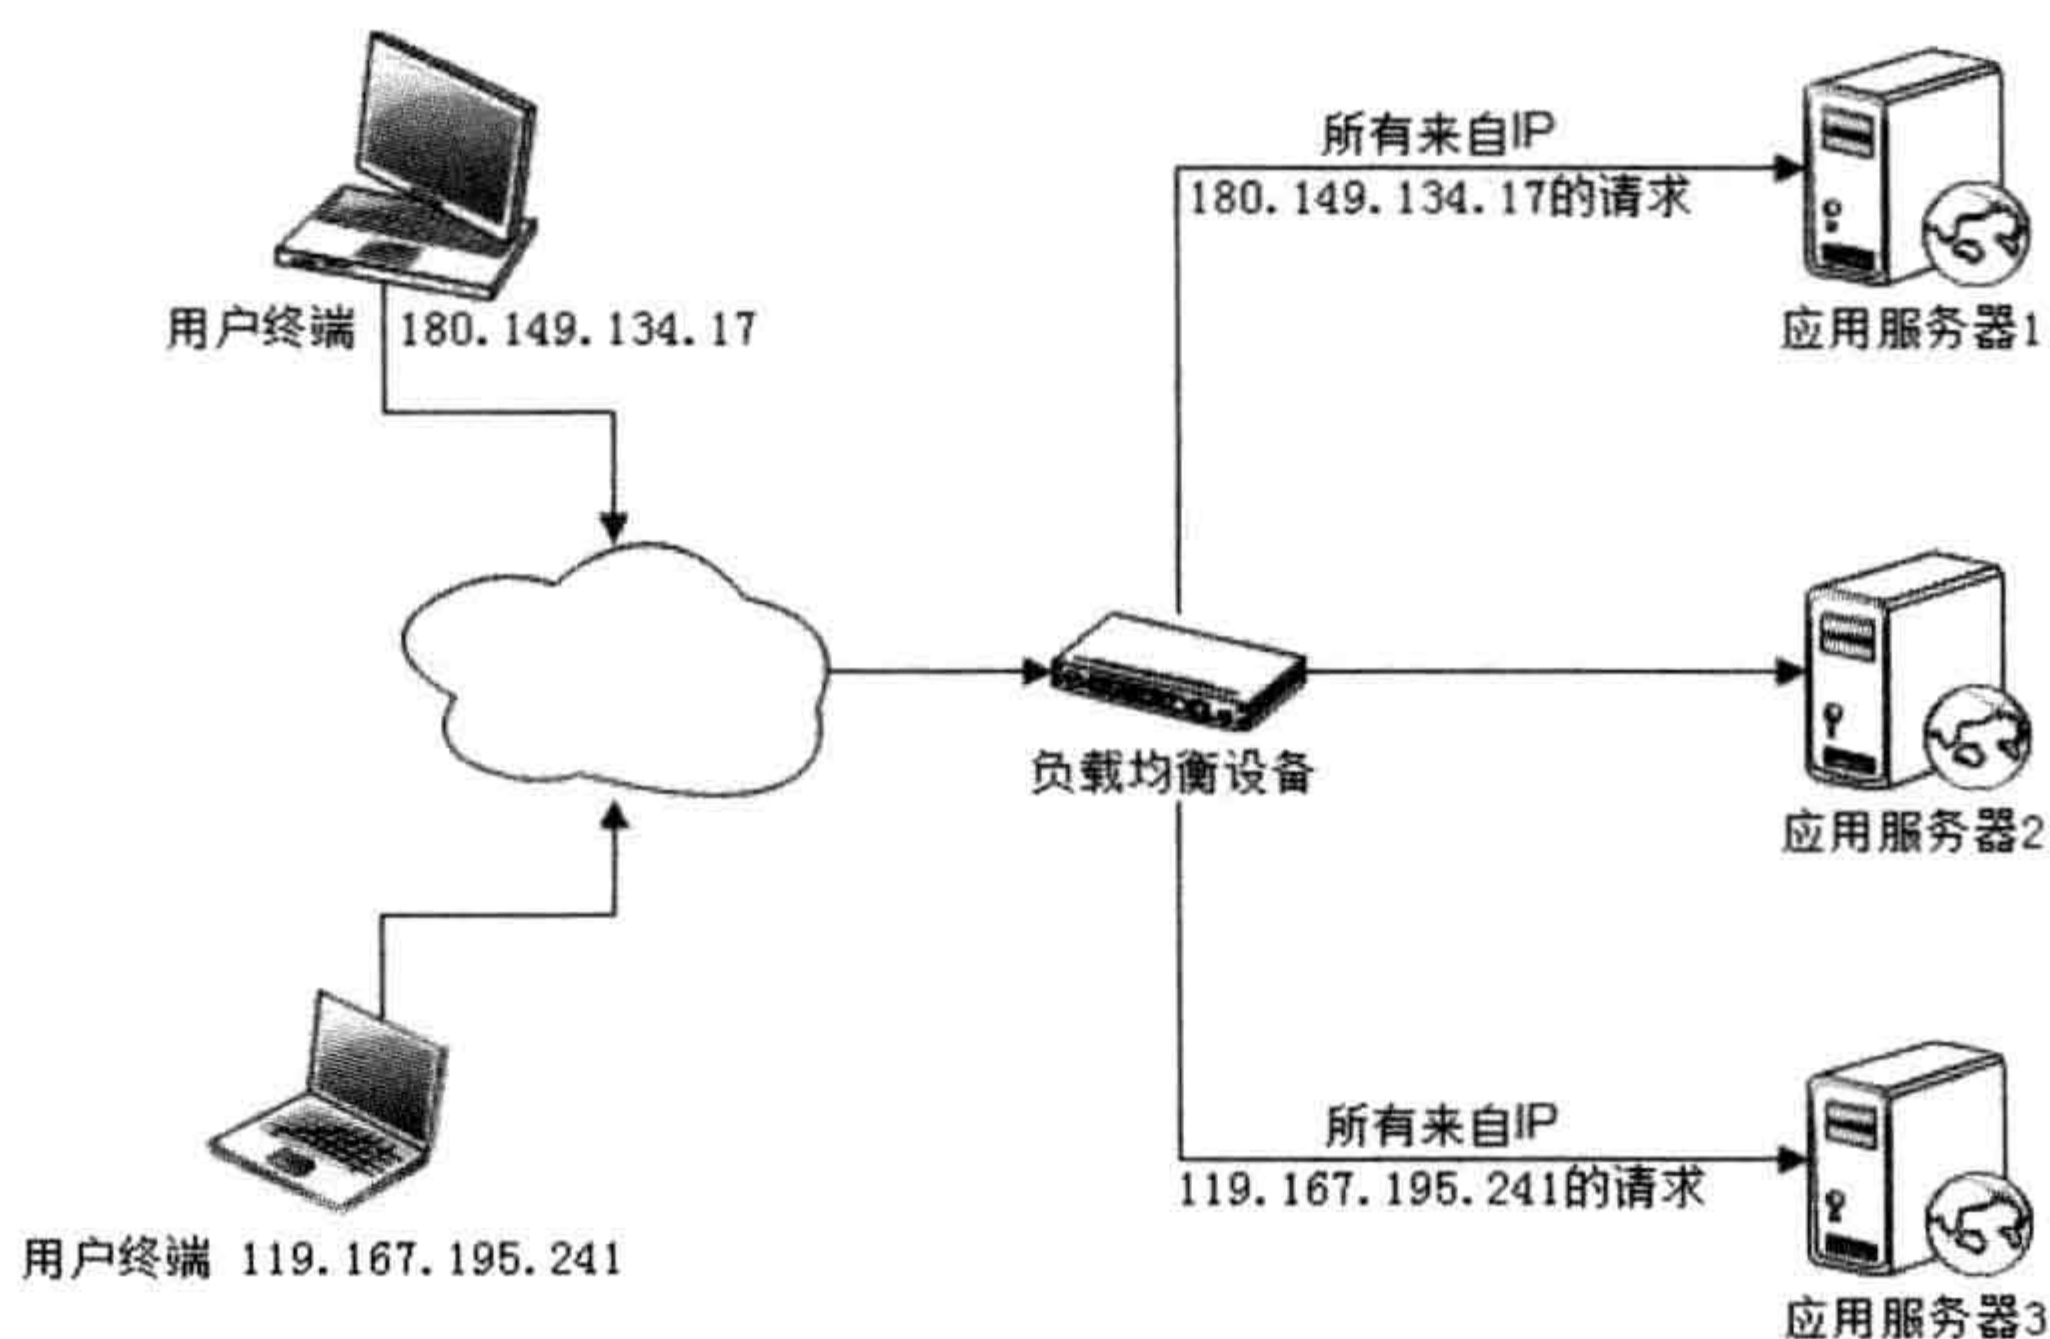 所有来自IP
180.149.134.17的请求
用户终端 180.149.134.17
应用服务器1
负载均衡设备
应用服务器2
所有来自IP
119.167.195.241的请求
用户终端 119.167.195.241
应用服务器3